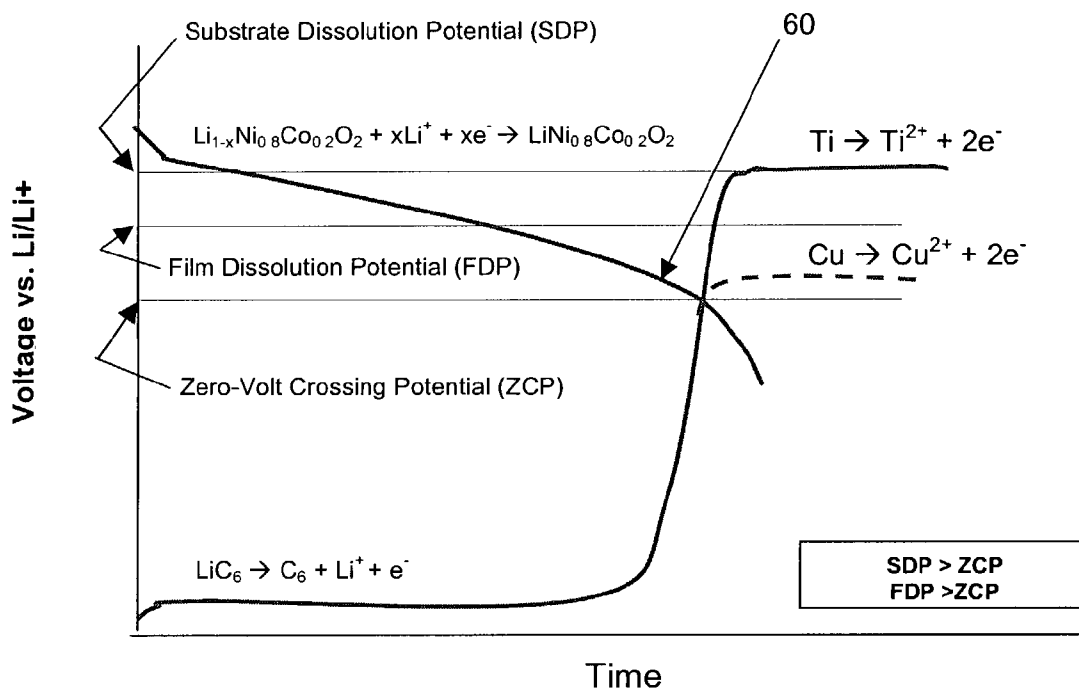 Substrate Dissolution Potential (SDP)
60
Li₁₋ₓNi₀ ₈Co₀ ₂O₂ + xLi⁺ + xe⁻ → LiNi₀ ₈Co₀ ₂O₂
Ti → Ti²⁺ + 2e⁻
Film Dissolution Potential (FDP)
Cu → Cu²⁺ + 2e⁻
Zero-Volt Crossing Potential (ZCP)
Voltage vs. Li/Li+
LiC₆ → C₆ + Li⁺ + e⁻
SDP > ZCP
FDP >ZCP
Time